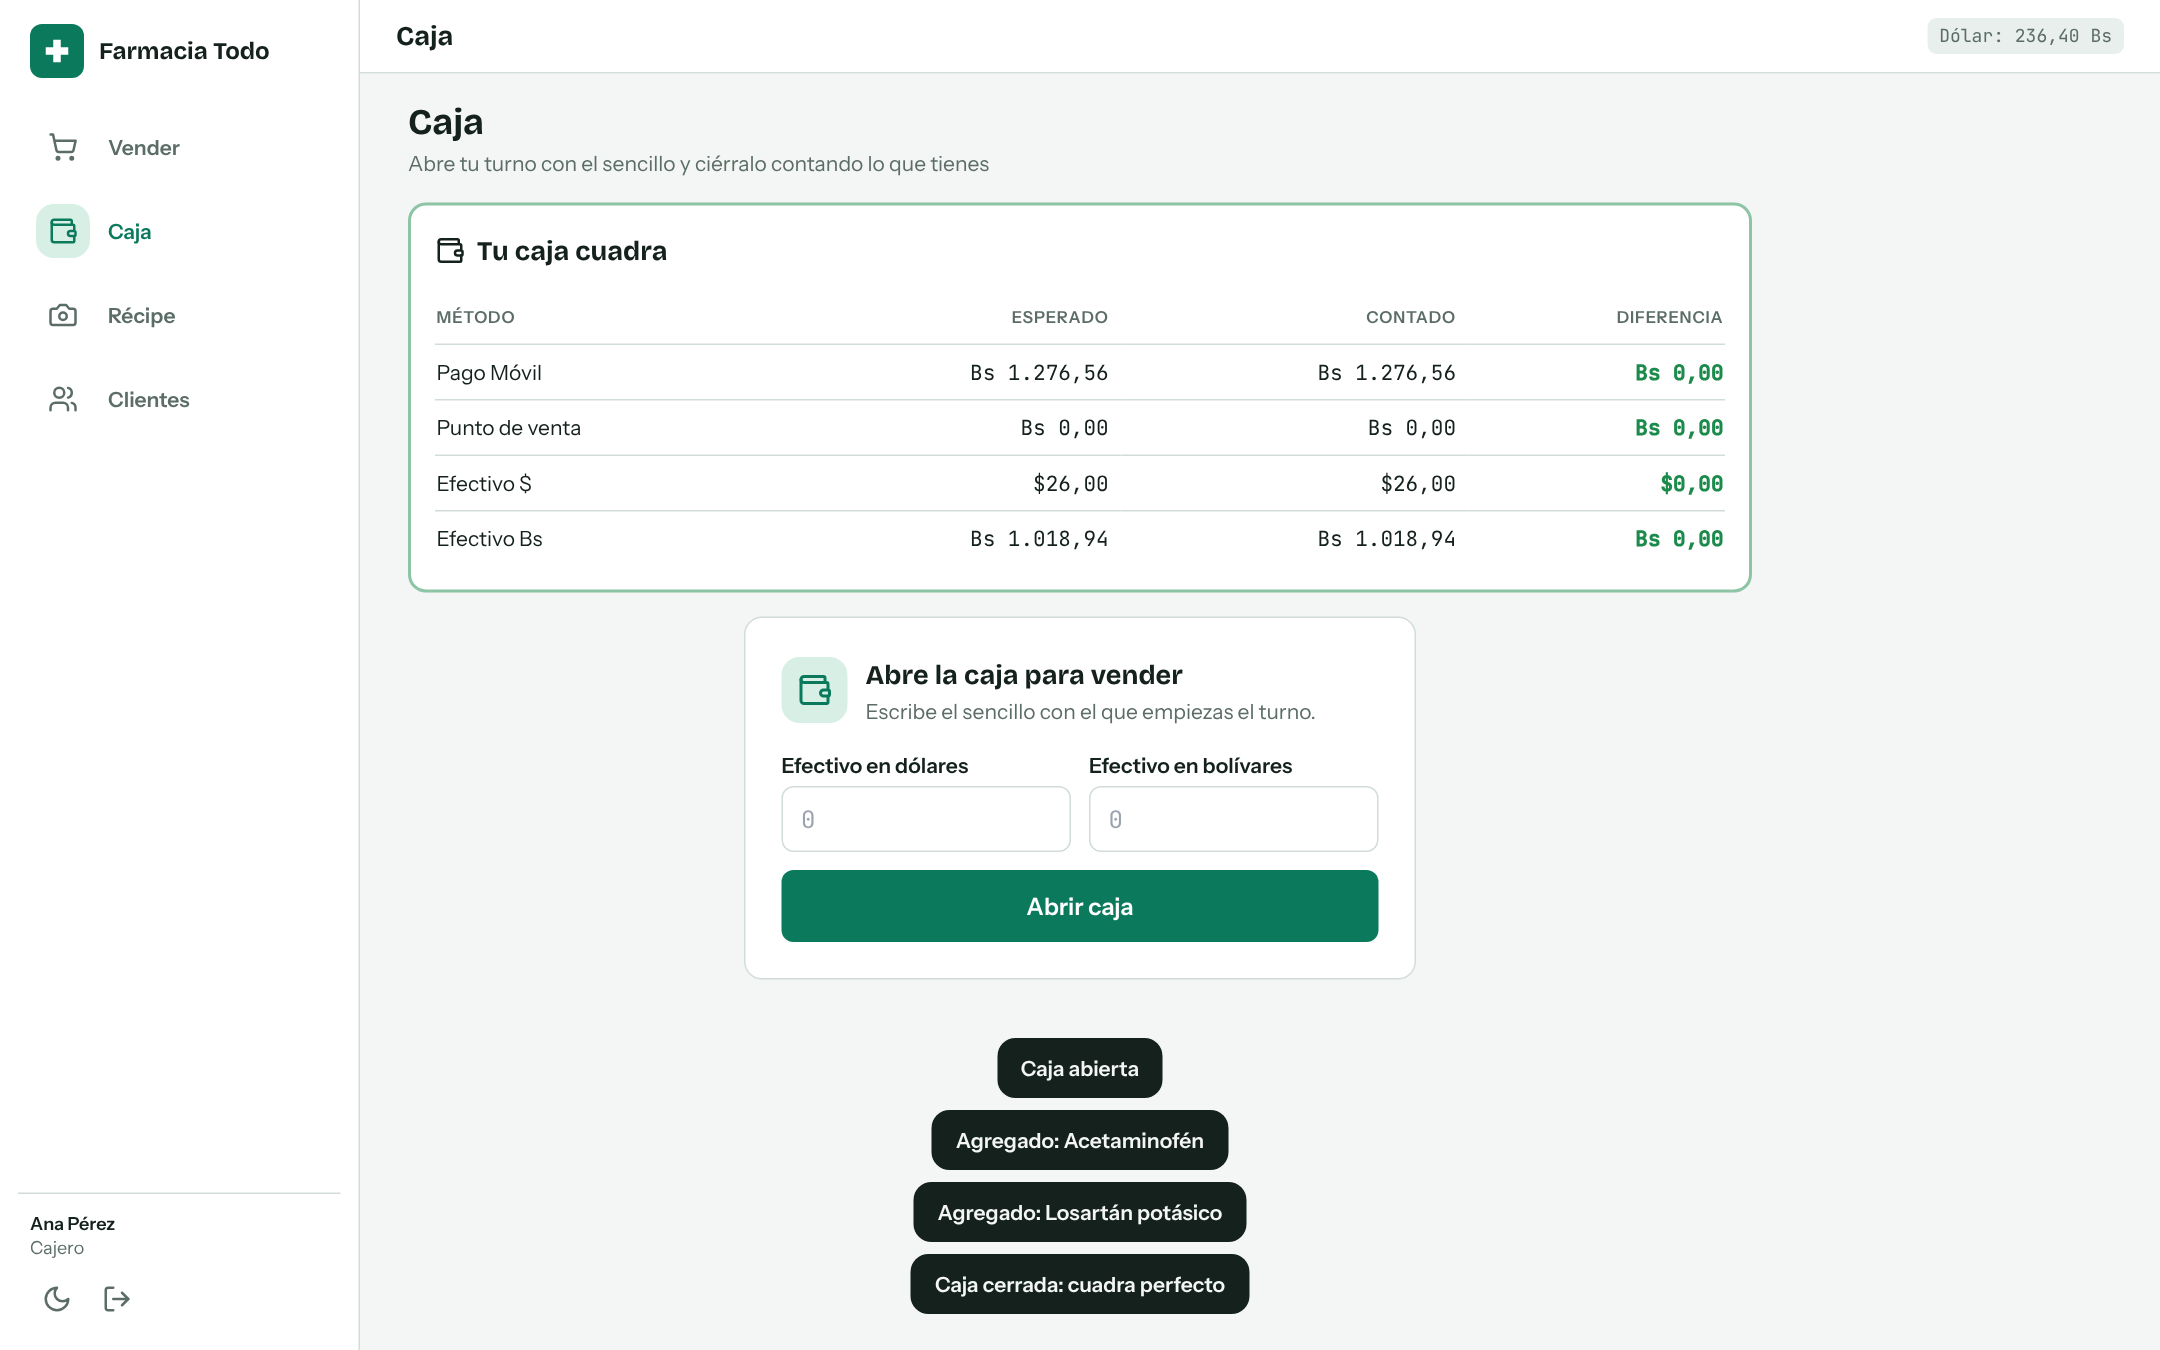 Farmacia Todo
Vender
Caja
Récipe
Clientes
Ana Pérez
Cajero
Caja
Dólar: 236,40 Bs
Caja
Abre tu turno con el sencillo y ciérralo contando lo que tienes
Tu caja cuadra
MÉTODO ESPERADO CONTADO DIFERENCIA
Pago Móvil Bs 1.276,56 Bs 1.276,56 Bs 0,00
Punto de venta Bs 0,00 Bs 0,00 Bs 0,00
Efectivo $ $26,00 $26,00 $0,00
Efectivo Bs Bs 1.018,94 Bs 1.018,94 Bs 0,00
Abre la caja para vender
Escribe el sencillo con el que empiezas el turno.
Efectivo en dólares Efectivo en bolívares
0 0
Abrir caja
Caja abierta
Agregado: Acetaminofén
Agregado: Losartán potásico
Caja cerrada: cuadra perfecto